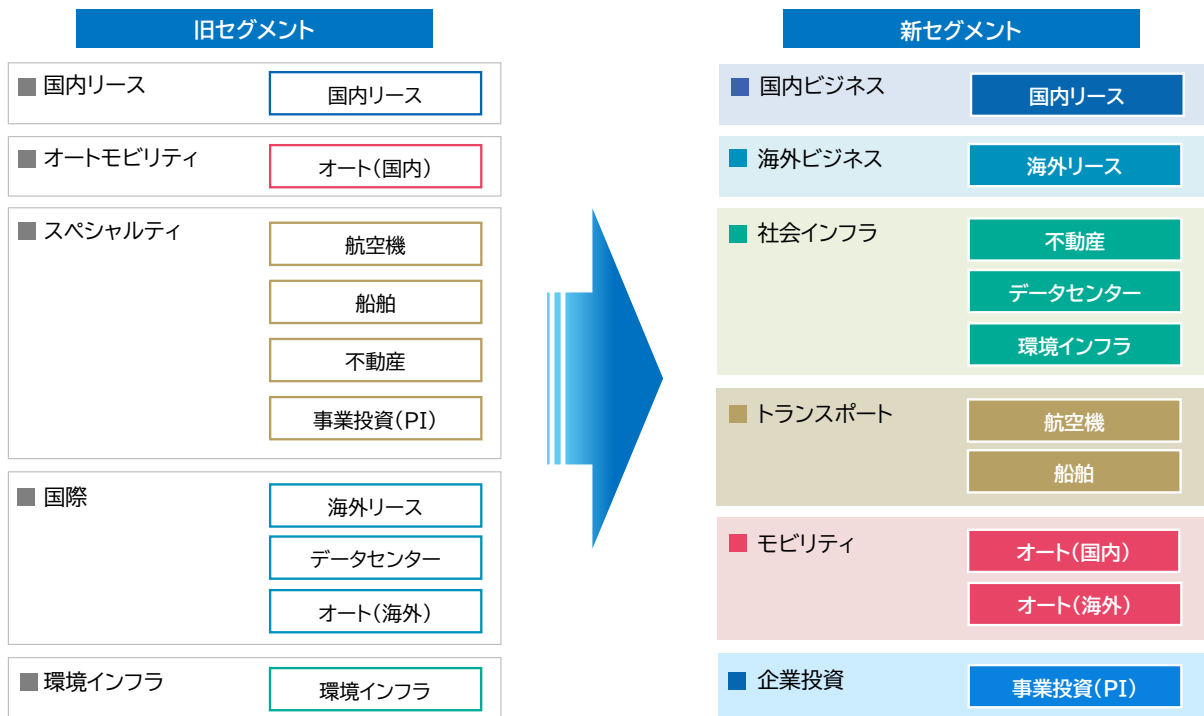 旧セグメント
国内リース
国内リース
オートモビリティ
オート(国内)
スペシャルティ
航空機
船舶
不動産
事業投資(PI)
国際
海外リース
データセンター
オート(海外)
環境インフラ
環境インフラ
新セグメント
国内ビジネス
国内リース
海外ビジネス
海外リース
社会インフラ
不動産
データセンター
環境インフラ
トランスポート
航空機
船舶
モビリティ
オート(国内)
オート(海外)
企業投資
事業投資(PI)